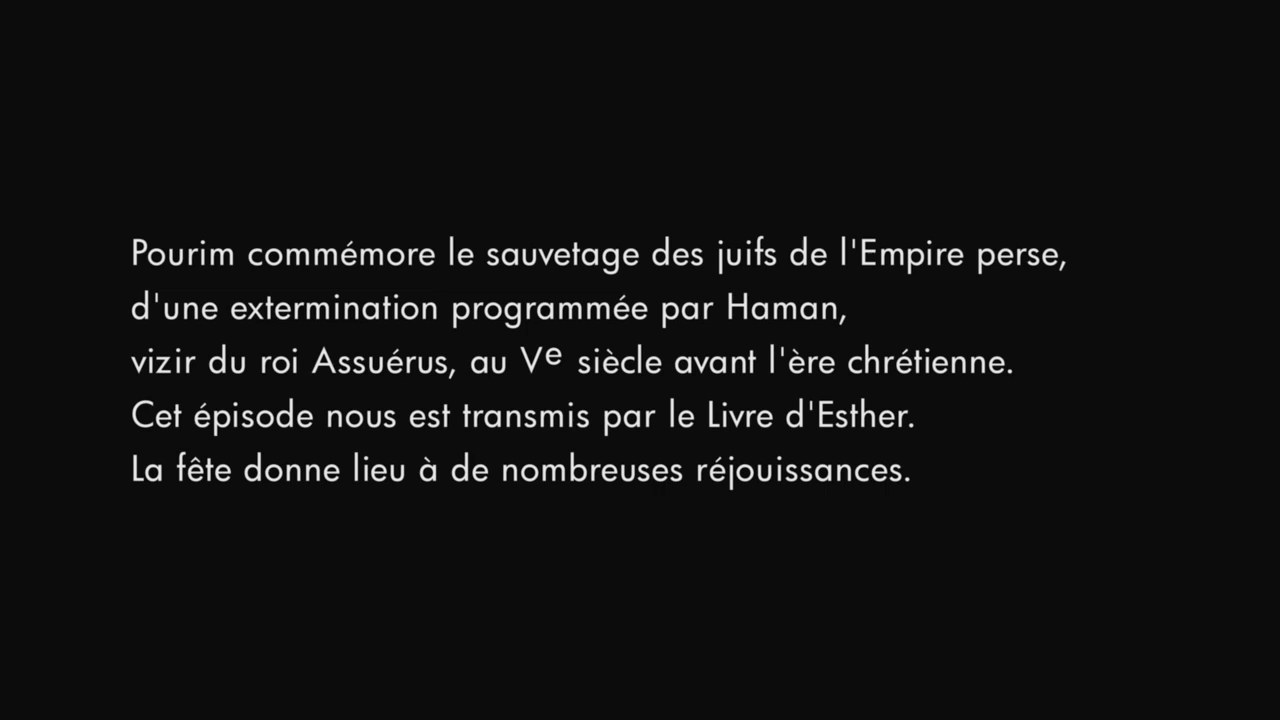 Pourim commémore le sauvetage des juifs de l'Empire perse,
d'une extermination programmée par Haman,
vizir du roi Assuérus, au Ve siècle avant l'ère chrétienne.
Cet épisode nous est transmis par le Livre d'Esther.
La fête donne lieu à de nombreuses réjouissances.